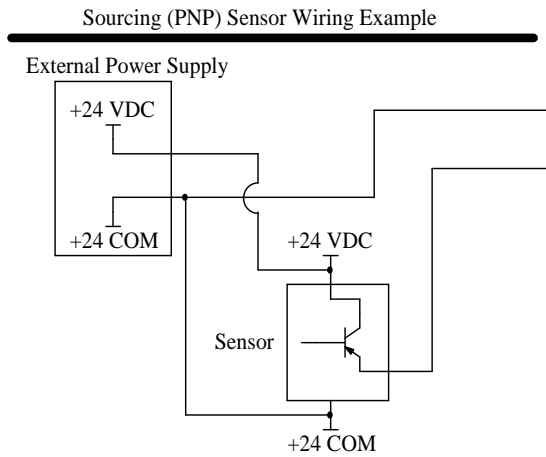 Sourcing (PNP) Sensor Wiring Example
External Power Supply
+24 VDC
+24 COM
+24 VDC
Sensor
+24 COM